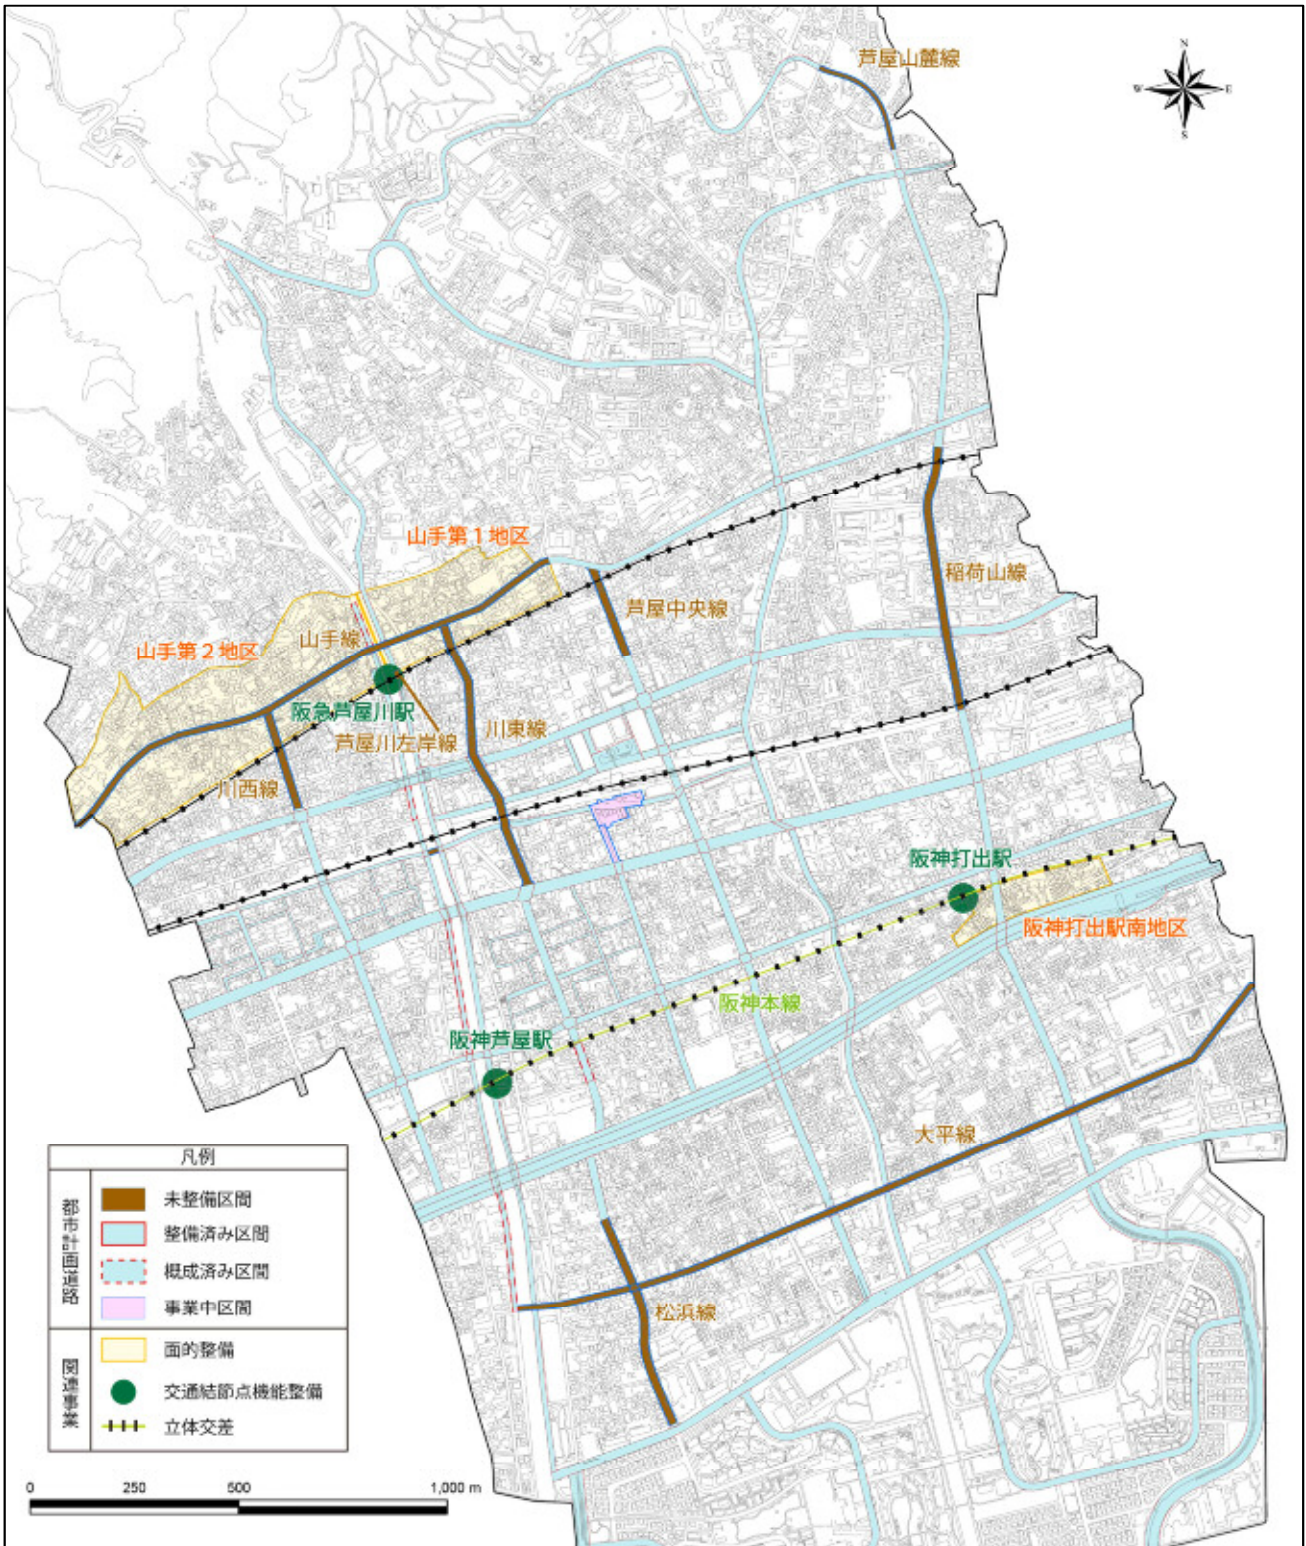 芦屋山麓線
N
W
E
S
山手第1地区
稲荷山線
芦屋中央線
山手線
山手第2地区
阪急芦屋川駅
川東線
芦屋川左岸線
川西線
阪神打出駅
阪神打出駅南地区
阪神本線
阪神芦屋駅
大平線
松浜線
凡例
都市計画道路
未整備区間
整備済み区間
概成済み区間
事業中区間
関連事業
面的整備
交通結節点機能整備
立体交差
0 250 500 1,000 m